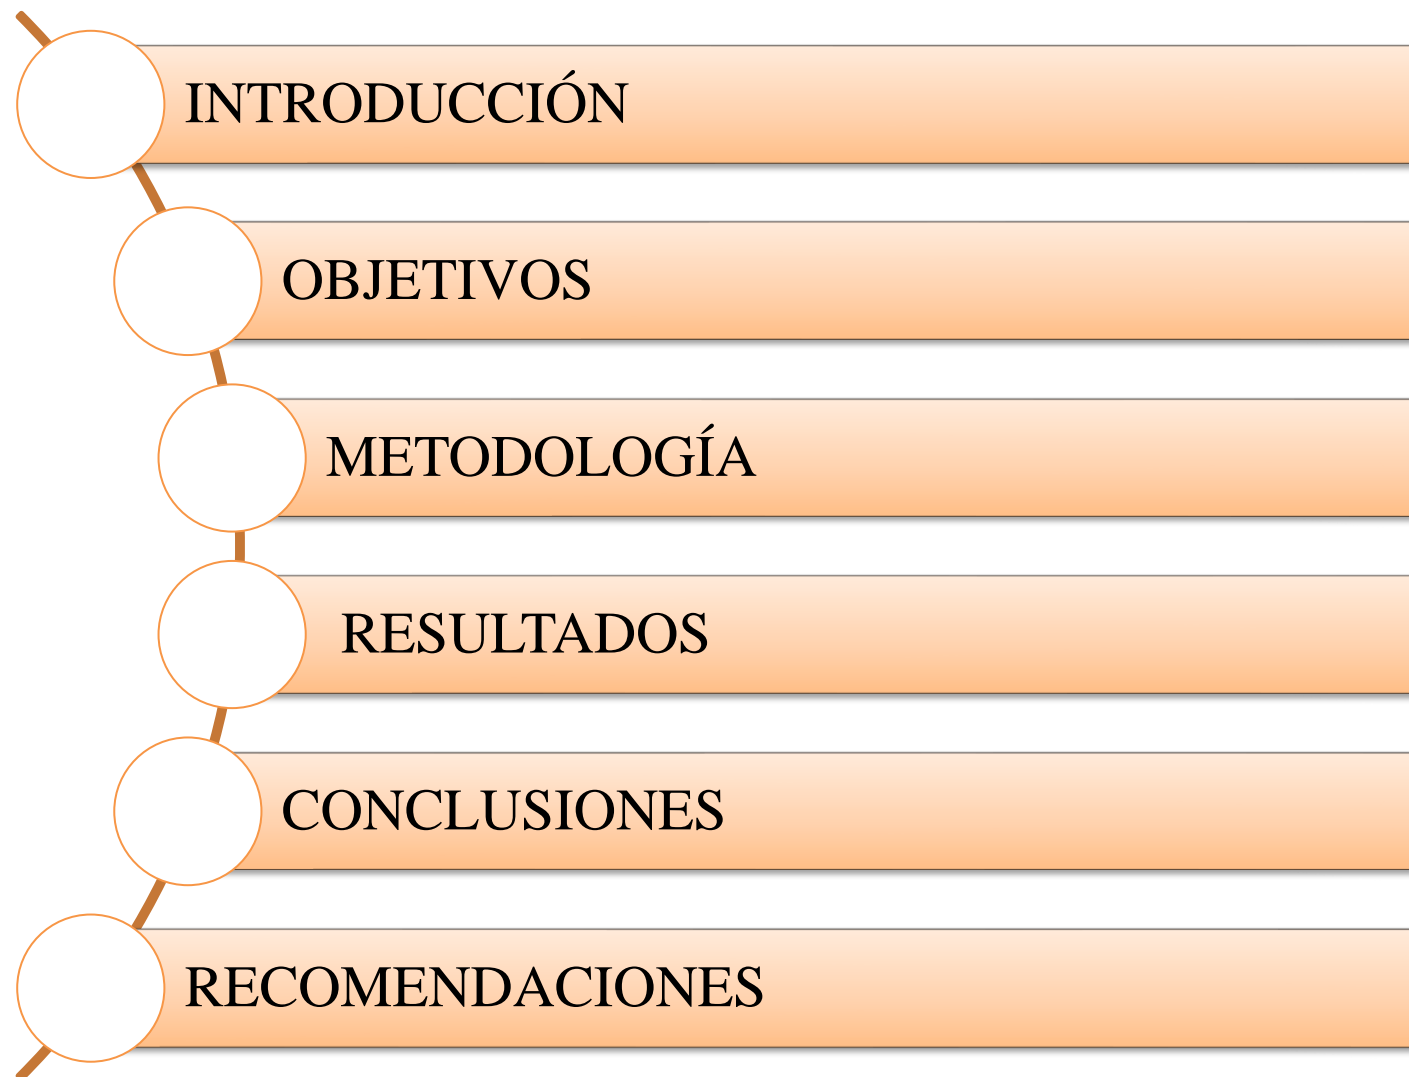 INTRODUCCIÓN
OBJETIVOS
METODOLOGÍA
RESULTADOS
CONCLUSIONES
RECOMENDACIONES